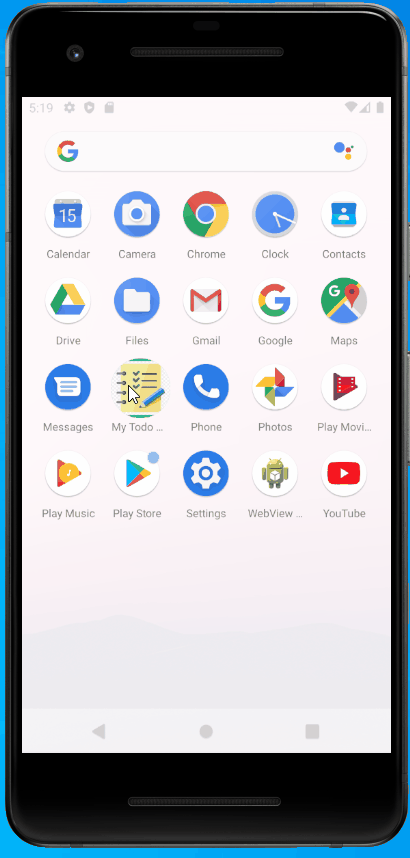 5:19
Calendar Camera Chrome Clock Contacts
Drive Files Gmail Google Maps
Messages My Todo ... Phone Photos Play Movi...
Play Music Play Store Settings WebView ... YouTube
15
G
G
G